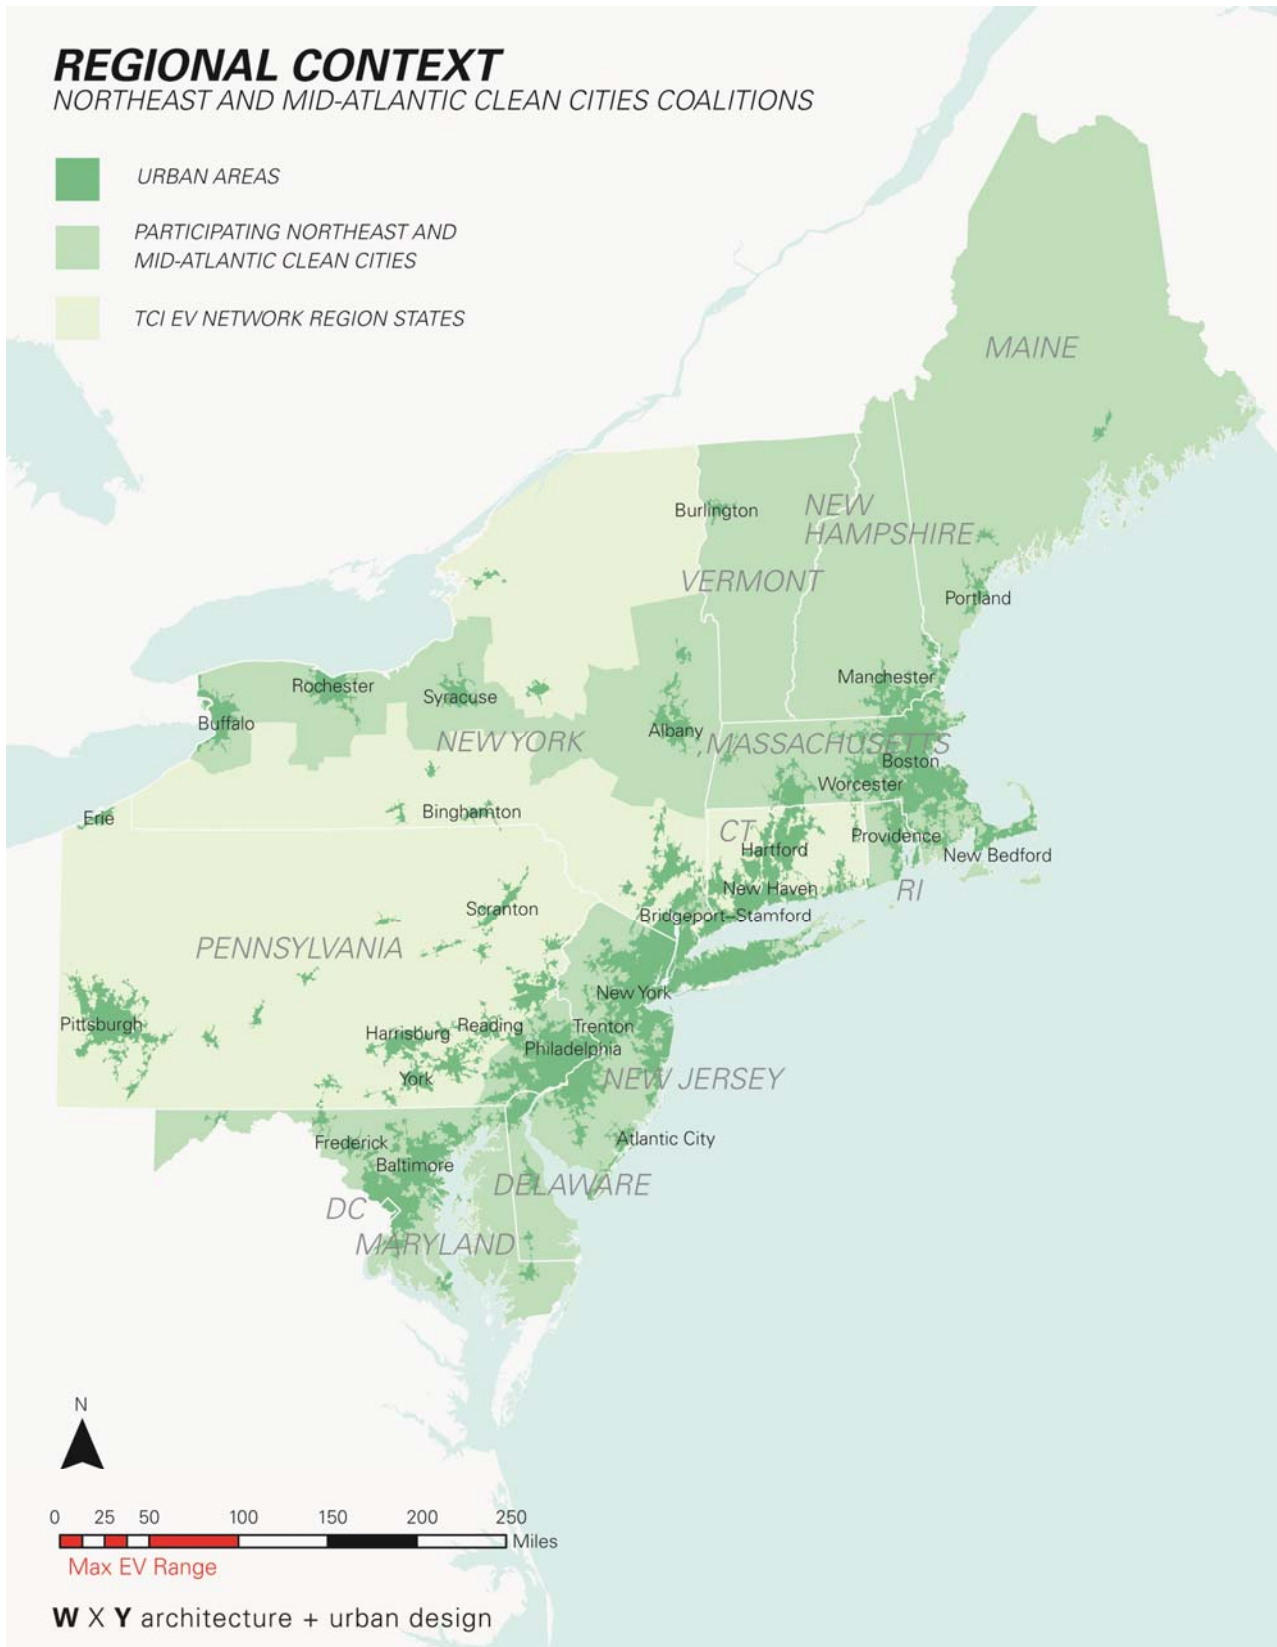 REGIONAL CONTEXT
NORTHEAST AND MID-ATLANTIC CLEAN CITIES COALITIONS
URBAN AREAS
PARTICIPATING NORTHEAST AND
MID-ATLANTIC CLEAN CITIES
TCI EV NETWORK REGION STATES
MAINE
Burlington
NEW
HAMPSHIRE
VERMONT
Portland
Manchester
Rochester
Syracuse
Buffalo
Albany
NEW YORK
MASSACHUSETTS
Boston
Worcester
Erie
Binghamton
CT
Hartford
Providence
New Bedford
New Haven
RI
Scranton
Bridgeport–Stamford
PENNSYLVANIA
New York
Pittsburgh
Harrisburg
Reading
Trenton
Philadelphia
York
NEW JERSEY
Frederick
Atlantic City
Baltimore
DELAWARE
DC
MARYLAND
N
0 25 50 100 150 200 250
Miles
Max EV Range
W X Y architecture + urban design